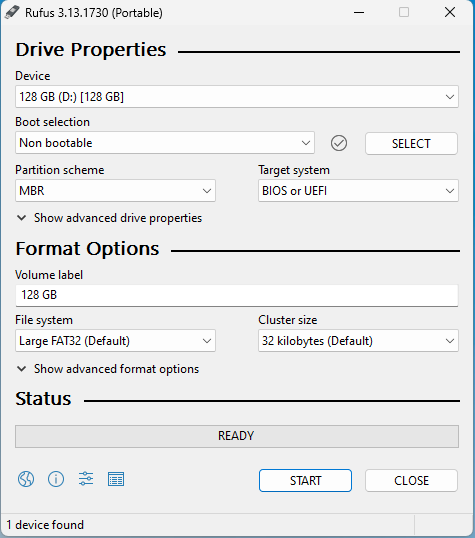 Rufus 3.13.1730 (Portable)
Drive Properties
Device
128 GB (D:) [128 GB]
Boot selection
Non bootable
SELECT
Partition scheme
Target system
MBR
BIOS or UEFI
Show advanced drive properties
Format Options
Volume label
128 GB
File system
Cluster size
Large FAT32 (Default)
32 kilobytes (Default)
Show advanced format options
Status
READY
START
CLOSE
1 device found